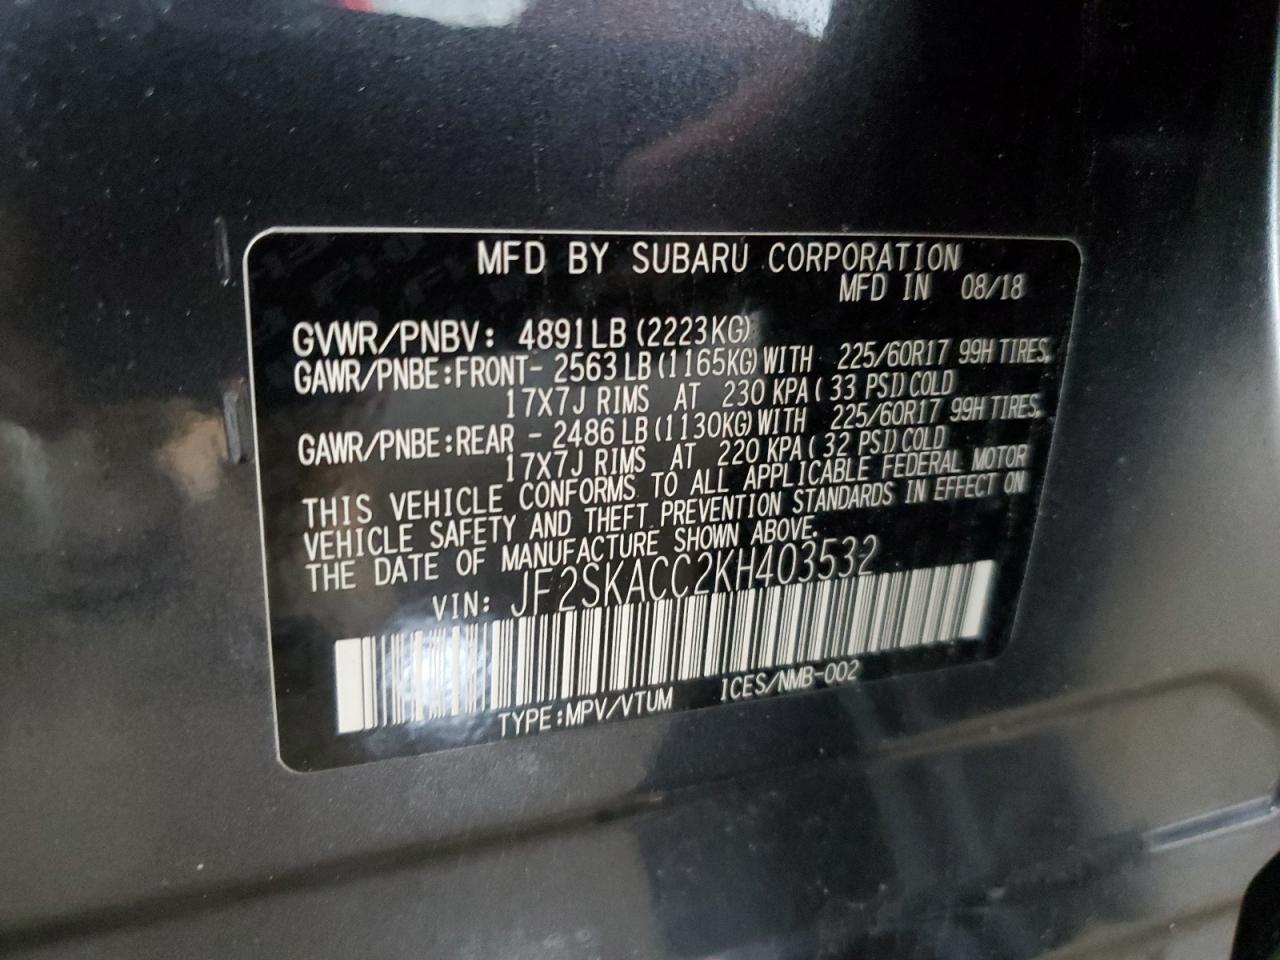 MFD BY SUBARU CORPORATION
MFD IN 08/18
GVWR/PNBV: 4891LB (2223KG)
GAWR/PNBE:FRONT- 2563LB (1165KG) WITH 225/60R17 99H TIRES,
17X7J RIMS AT 230 KPA (33 PSI) COLD
GAWR/PNBE:REAR - 2486LB (1130KG) WITH 225/60R17 99H TIRES,
17X7J RIMS AT 220 KPA (32 PSI) COLD
THIS VEHICLE CONFORMS TO ALL APPLICABLE FEDERAL MOTOR
VEHICLE SAFETY AND THEFT PREVENTION STANDARDS IN EFFECT ON
THE DATE OF MANUFACTURE SHOWN ABOVE.
VIN: JF2SKACC2KH403532
TYPE:MPV/VTUM ICES/NMB-002